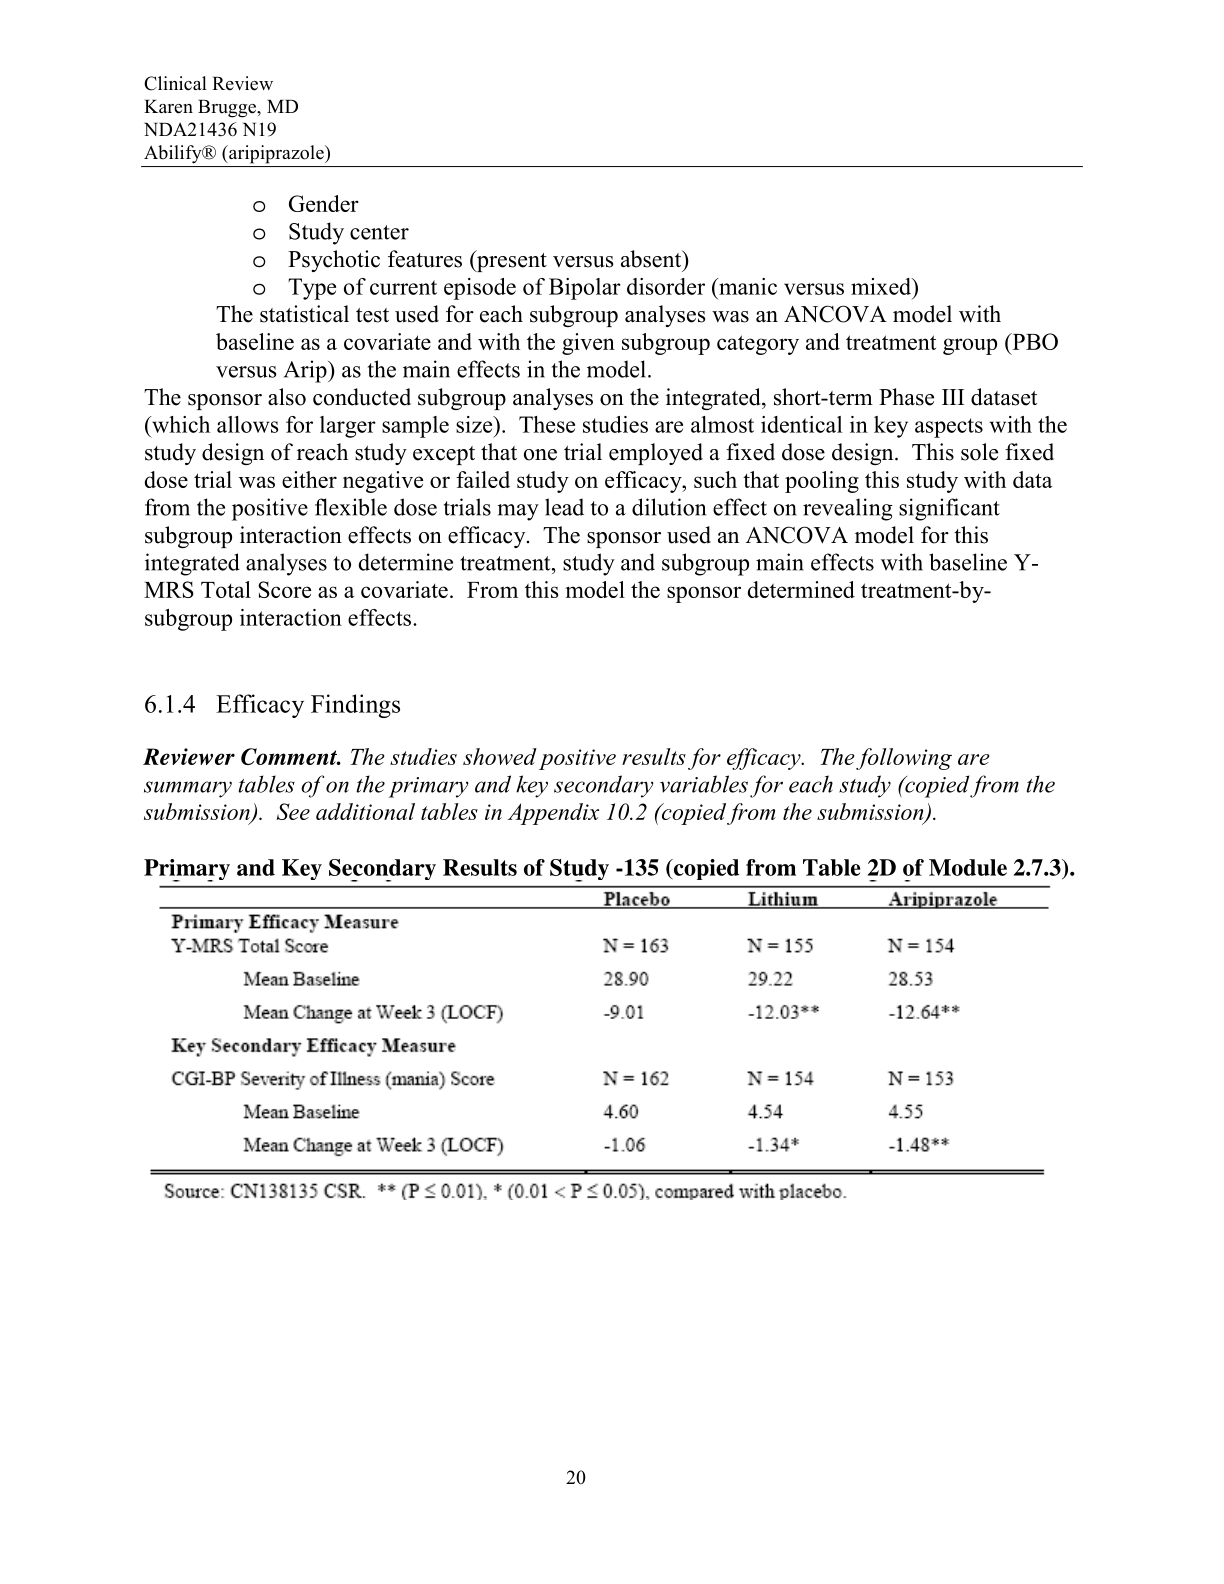 Clinical Review
Karen Brugge, MD
NDA21436 N19
Abilify® (aripiprazole)
o Gender
o Study center
o Psychotic features (present versus absent)
o Type of current episode of Bipolar disorder (manic versus mixed)
The statistical test used for each subgroup analyses was an ANCOVA model with
baseline as a covariate and with the given subgroup category and treatment group (PBO
versus Arip) as the main effects in the model.
The sponsor also conducted subgroup analyses on the integrated, short-term Phase III dataset
(which allows for larger sample size). These studies are almost identical in key aspects with the
study design of reach study except that one trial employed a fixed dose design. This sole fixed
dose trial was either negative or failed study on efficacy, such that pooling this study with data
from the positive flexible dose trials may lead to a dilution effect on revealing significant
subgroup interaction effects on efficacy. The sponsor used an ANCOVA model for this
integrated analyses to determine treatment, study and subgroup main effects with baseline Y-
MRS Total Score as a covariate. From this model the sponsor determined treatment-by-
subgroup interaction effects.
6.1.4 Efficacy Findings
Reviewer Comment. The studies showed positive results for efficacy. The following are
summary tables of on the primary and key secondary variables for each study (copied from the
submission). See additional tables in Appendix 10.2 (copied from the submission).
Primary and Key Secondary Results of Study -135 (copied from Table 2D of Module 2.7.3).
Placebo Lithium Aripiprazole
Primary Efficacy Measure
Y-MRS Total Score N = 163 N = 155 N = 154
Mean Baseline 28.90 29.22 28.53
Mean Change at Week 3 (LOCF) -9.01 -12.03** -12.64**
Key Secondary Efficacy Measure
CGI-BP Severity of Illness (mania) Score N = 162 N = 154 N = 153
Mean Baseline 4.60 4.54 4.55
Mean Change at Week 3 (LOCF) -1.06 -1.34* -1.48**
Source: CN138135 CSR. ** (P ≤ 0.01), * (0.01 < P ≤ 0.05), compared with placebo.
20